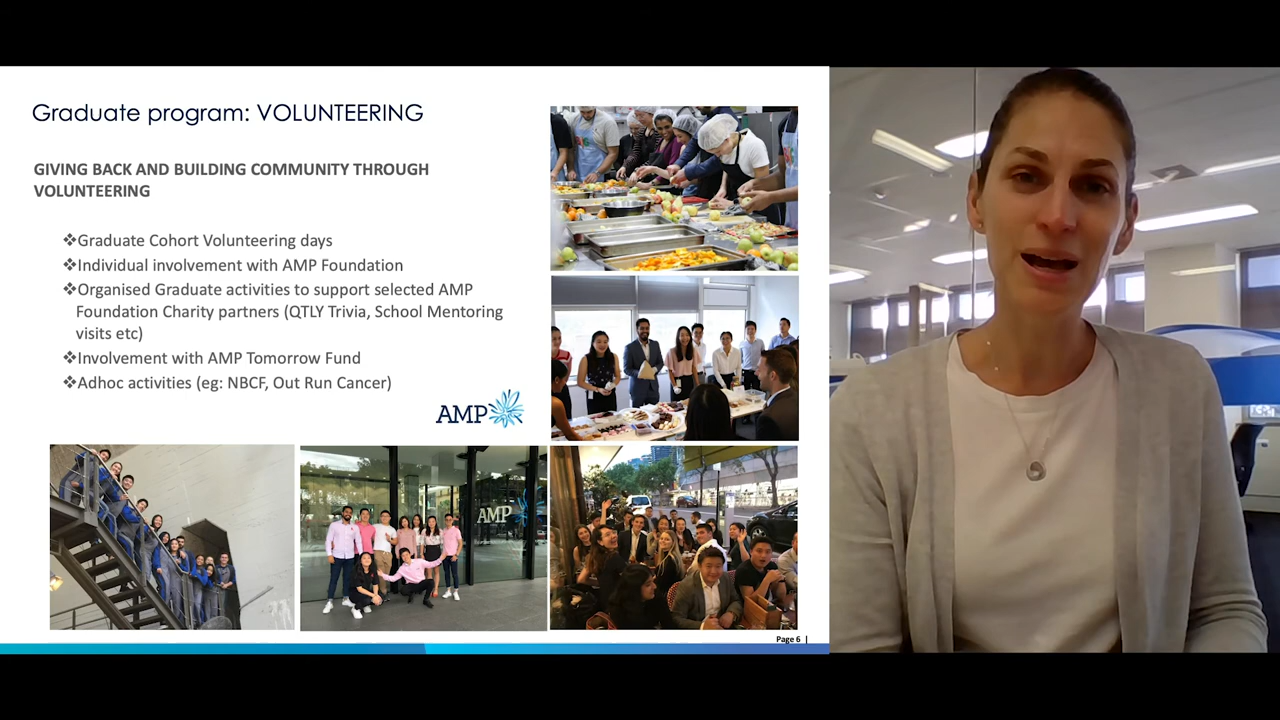 Graduate program: VOLUNTEERING
GIVING BACK AND BUILDING COMMUNITY THROUGH
VOLUNTEERING
❖Graduate Cohort Volunteering days
❖Individual involvement with AMP Foundation
❖Organised Graduate activities to support selected AMP
Foundation Charity partners (QTLY Trivia, School Mentoring
visits etc)
❖Involvement with AMP Tomorrow Fund
❖Adhoc activities (eg: NBCF, Out Run Cancer)
AMP
AMP
Page 6 |